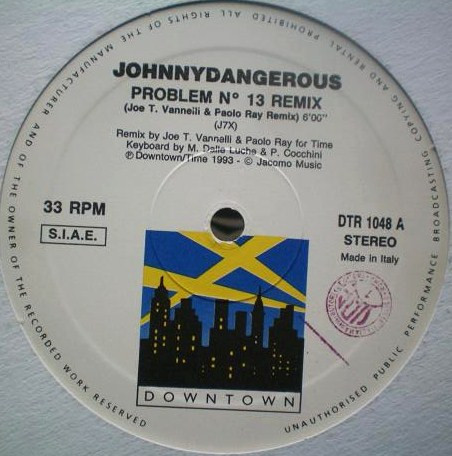 JOHNNYDANGEROUS
PROBLEM Nº 13 REMIX
(Joe T. Vannelli & Paolo Ray Remix) 6'00"
(J7X)
Remix by Joe T. Vannelli & Paolo Ray for Time
Keyboard by M. Dalle Luche & P. Cocchini
℗ Downtown/Time 1993 - © Jacomo Music
33 RPM
S.I.A.E.
DTR 1048 A
STEREO
Made in Italy
DOWNTOWN
ALL RIGHTS OF THE MANUFACTURER AND OF THE OWNER OF THE RECORDED WORK RESERVED
UNAUTHORISED PUBLIC PERFORMANCE BROADCASTING COPYING AND RENTAL PROHIBITED